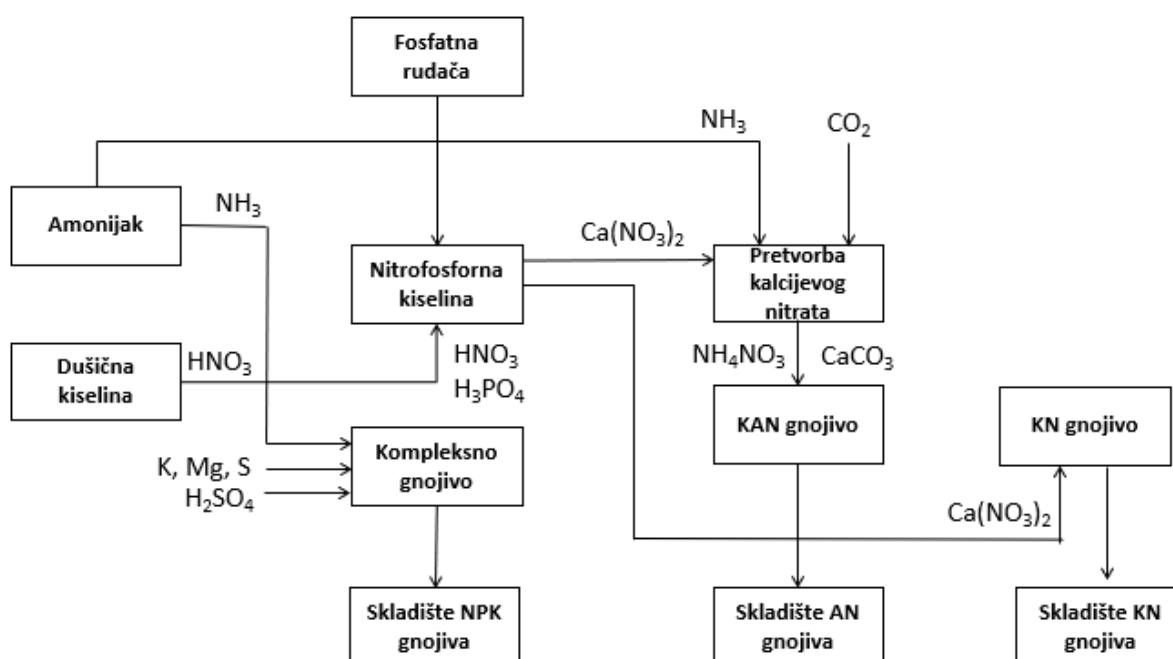 Fosfatna
rudača
NH₃
CO₂
Amonijak
NH₃
Ca(NO₃)₂
Nitrofosforna
kiselina
Pretvorba
kalcijevog
nitrata
Dušična
kiselina
HNO₃
HNO₃
H₃PO₄
NH₄NO₃
CaCO₃
KAN gnojivo
KN gnojivo
Kompleksno
gnojivo
K, Mg, S
H₂SO₄
Ca(NO₃)₂
Skladište NPK
gnojiva
Skladište AN
gnojiva
Skladište KN
gnojiva